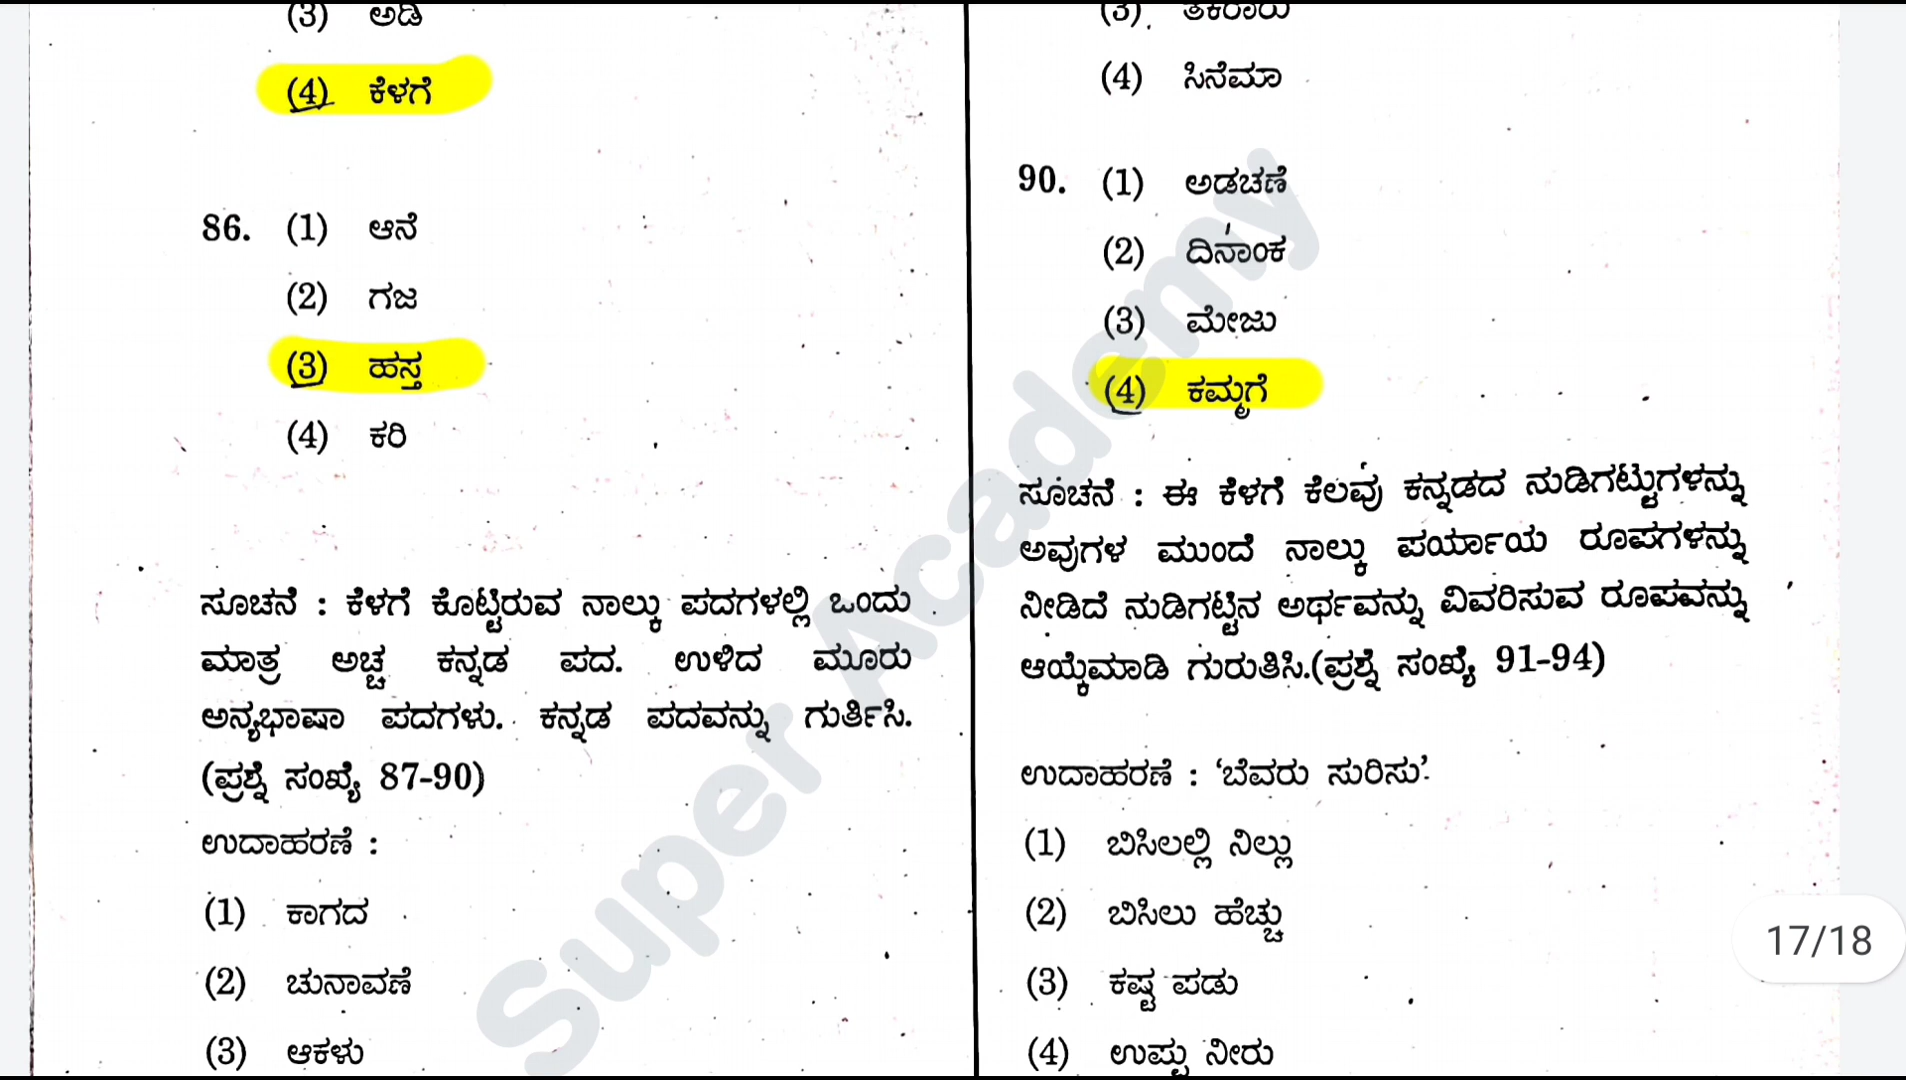 (3) ಅಡಿ
(4) ಕೆಳಗೆ
86. (1) ಆನೆ
(2) ಗಜ
(3) ಹಸ್ತ
(4) ಕರಿ
ಸೂಚನೆ : ಕೆಳಗೆ ಕೊಟ್ಟಿರುವ ನಾಲ್ಕು ಪದಗಳಲ್ಲಿ ಒಂದು
ಮಾತ್ರ ಅಚ್ಚ ಕನ್ನಡ ಪದ. ಉಳಿದ ಮೂರು
ಅನ್ಯಭಾಷಾ ಪದಗಳು. ಕನ್ನಡ ಪದವನ್ನು ಗುರ್ತಿಸಿ.
(ಪ್ರಶ್ನೆ ಸಂಖ್ಯೆ 87-90)
ಉದಾಹರಣೆ :
(1) ಕಾಗದ
(2) ಚುನಾವಣೆ
(3) ಆಕಳು
(3) ತಕರಾರು
(4) ಸಿನೆಮಾ
90. (1) ಅಡಚಣೆ
(2) ದಿನಾಂಕ
(3) ಮೇಜು
(4) ಕಮ್ಮಗೆ
ಸೂಚನೆ : ಈ ಕೆಳಗೆ ಕೆಲವು ಕನ್ನಡದ ನುಡಿಗಟ್ಟುಗಳನ್ನು
ಅವುಗಳ ಮುಂದೆ ನಾಲ್ಕು ಪರ್ಯಾಯ ರೂಪಗಳನ್ನು
ನೀಡಿದೆ ನುಡಿಗಟ್ಟಿನ ಅರ್ಥವನ್ನು ವಿವರಿಸುವ ರೂಪವನ್ನು
ಆಯ್ಕೆಮಾಡಿ ಗುರುತಿಸಿ.(ಪ್ರಶ್ನೆ ಸಂಖ್ಯೆ 91-94)
ಉದಾಹರಣೆ : ‘ಬೆವರು ಸುರಿಸು’.
(1) ಬಿಸಿಲಲ್ಲಿ ನಿಲ್ಲು
(2) ಬಿಸಿಲು ಹೆಚ್ಚು
(3) ಕಷ್ಟ ಪಡು
(4) ಉಪ್ಪು ನೀರು
Super Academy
17/18